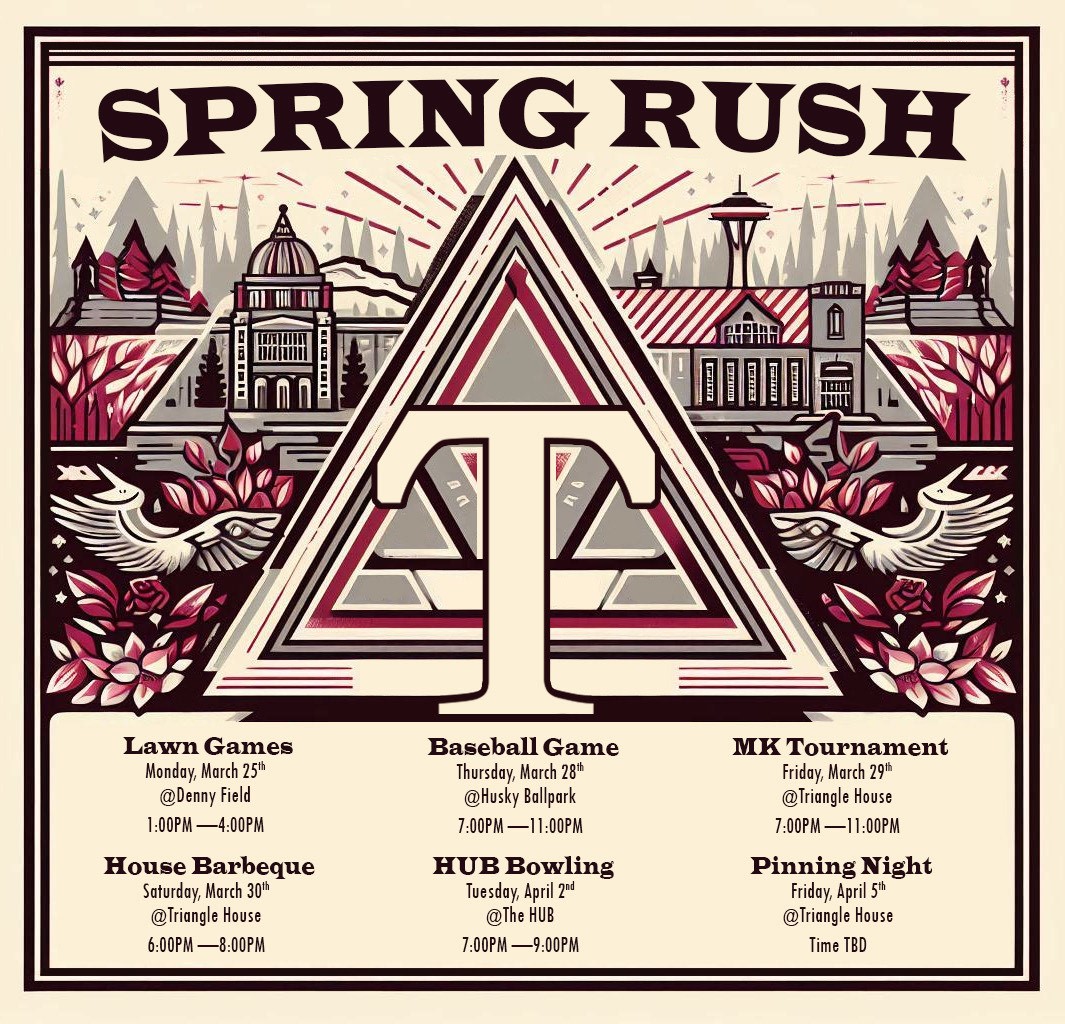 SPRING RUSH
T
Lawn Games
Monday, March 25th
@Denny Field
1:00PM —4:00PM
Baseball Game
Thursday, March 28th
@Husky Ballpark
7:00PM —11:00PM
MK Tournament
Friday, March 29th
@Triangle House
7:00PM —11:00PM
House Barbeque
Saturday, March 30th
@Triangle House
6:00PM —8:00PM
HUB Bowling
Tuesday, April 2nd
@The HUB
7:00PM —9:00PM
Pinning Night
Friday, April 5th
@Triangle House
Time TBD